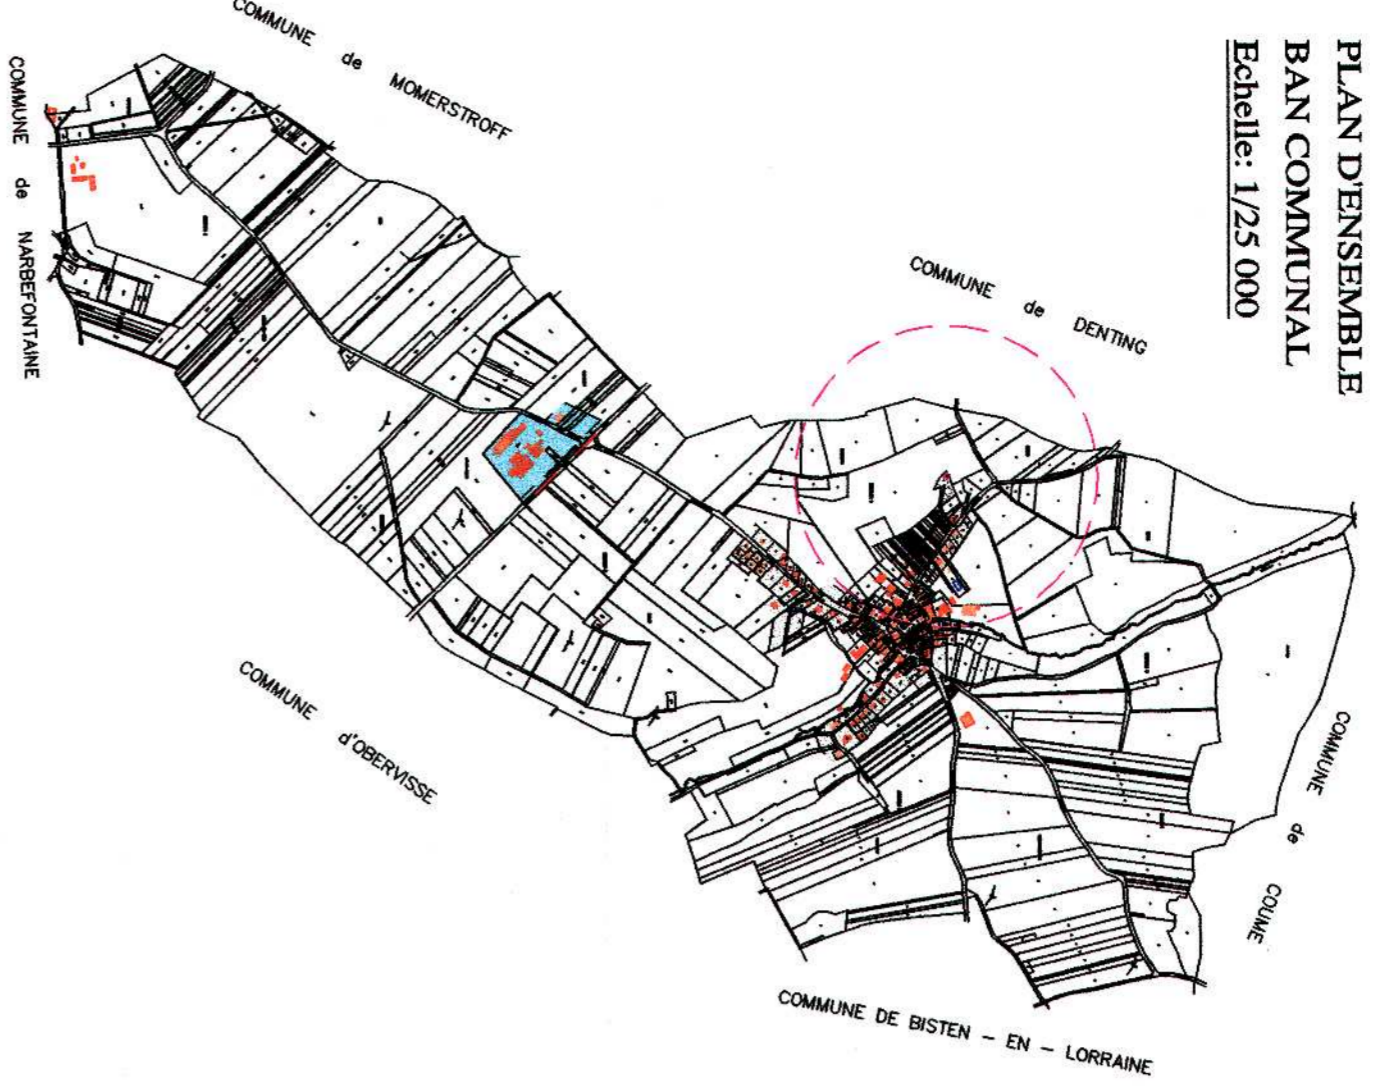 PLAN D'ENSEMBLE
BAN COMMUNAL
Echelle: 1/25 000
COMMUNE de MOMERSTROFF
COMMUNE de NARBEFONTAINE
COMMUNE de DENTING
COMMUNE d'OBERVISSE
COMMUNE de COUME
COMMUNE DE BISTEN - EN - LORRAINE